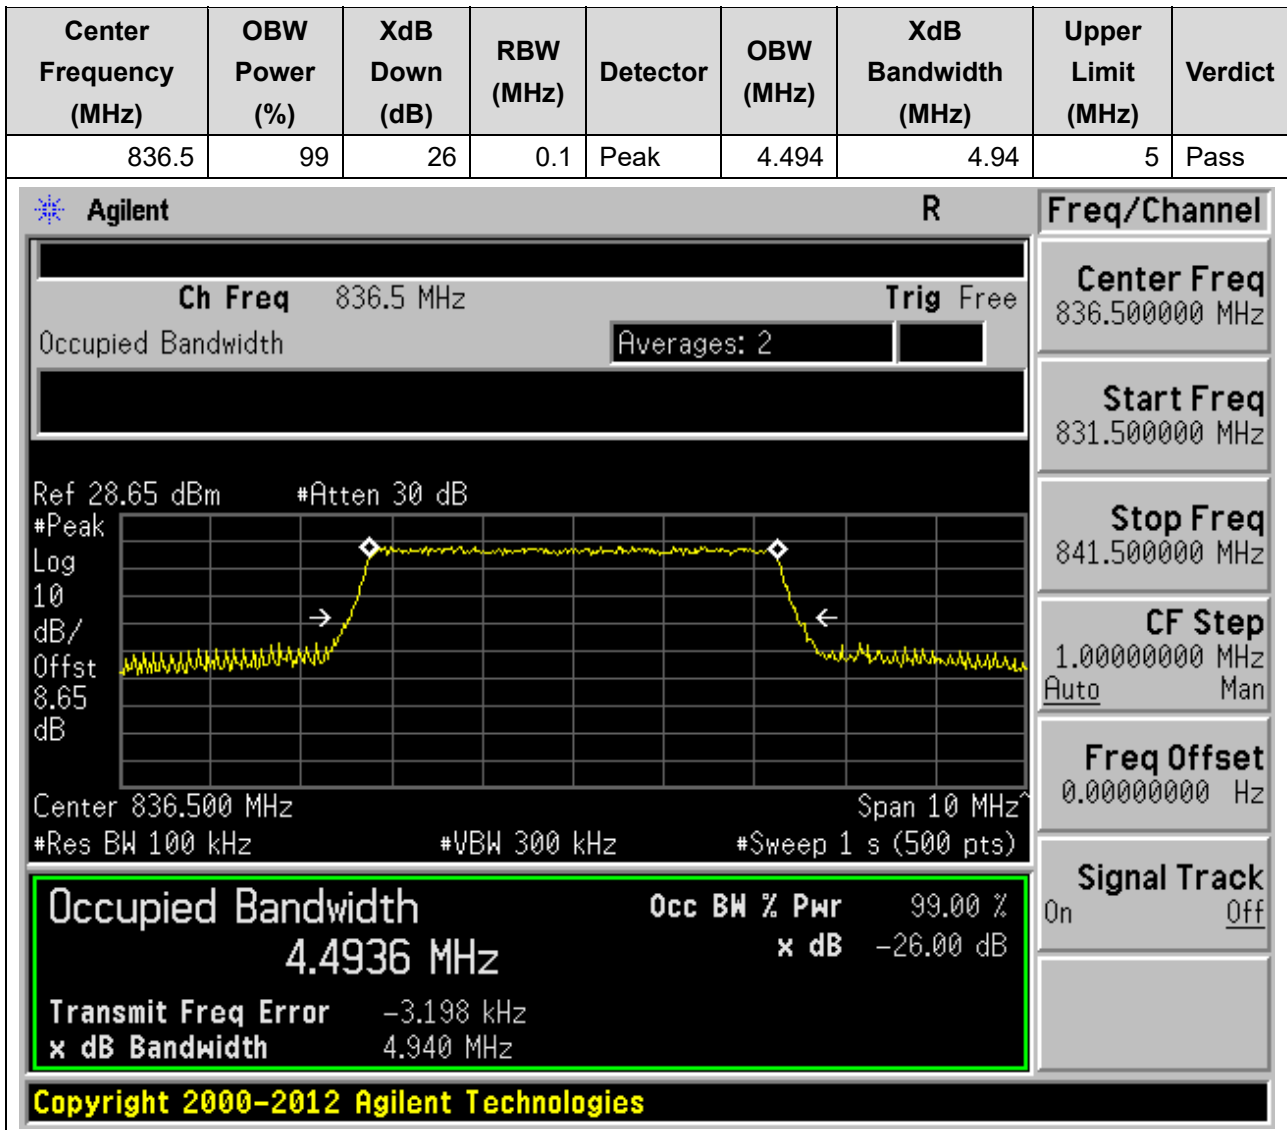 Center Frequency (MHz) OBW Power (%) XdB Down (dB) RBW (MHz) Detector OBW (MHz) XdB Bandwidth (MHz) Upper Limit (MHz) Verdict
836.5 99 26 0.1 Peak 4.494 4.94 5 Pass
Agilent R Freq/Channel
Ch Freq 836.5 MHz Trig Free
Occupied Bandwidth Averages: 2
Center Freq
836.500000 MHz
Start Freq
831.500000 MHz
Stop Freq
841.500000 MHz
CF Step
1.00000000 MHz
Auto Man
Freq Offset
0.00000000 Hz
Signal Track
On Off
Ref 28.65 dBm #Atten 30 dB
#Peak
Log
10
dB/
Offst
8.65
dB
Center 836.500 MHz Span 10 MHz^
#Res BW 100 kHz #VBW 300 kHz #Sweep 1 s (500 pts)
Occupied Bandwidth Occ BW % Pwr 99.00 %
4.4936 MHz x dB -26.00 dB
Transmit Freq Error -3.198 kHz
x dB Bandwidth 4.940 MHz
Copyright 2000-2012 Agilent Technologies